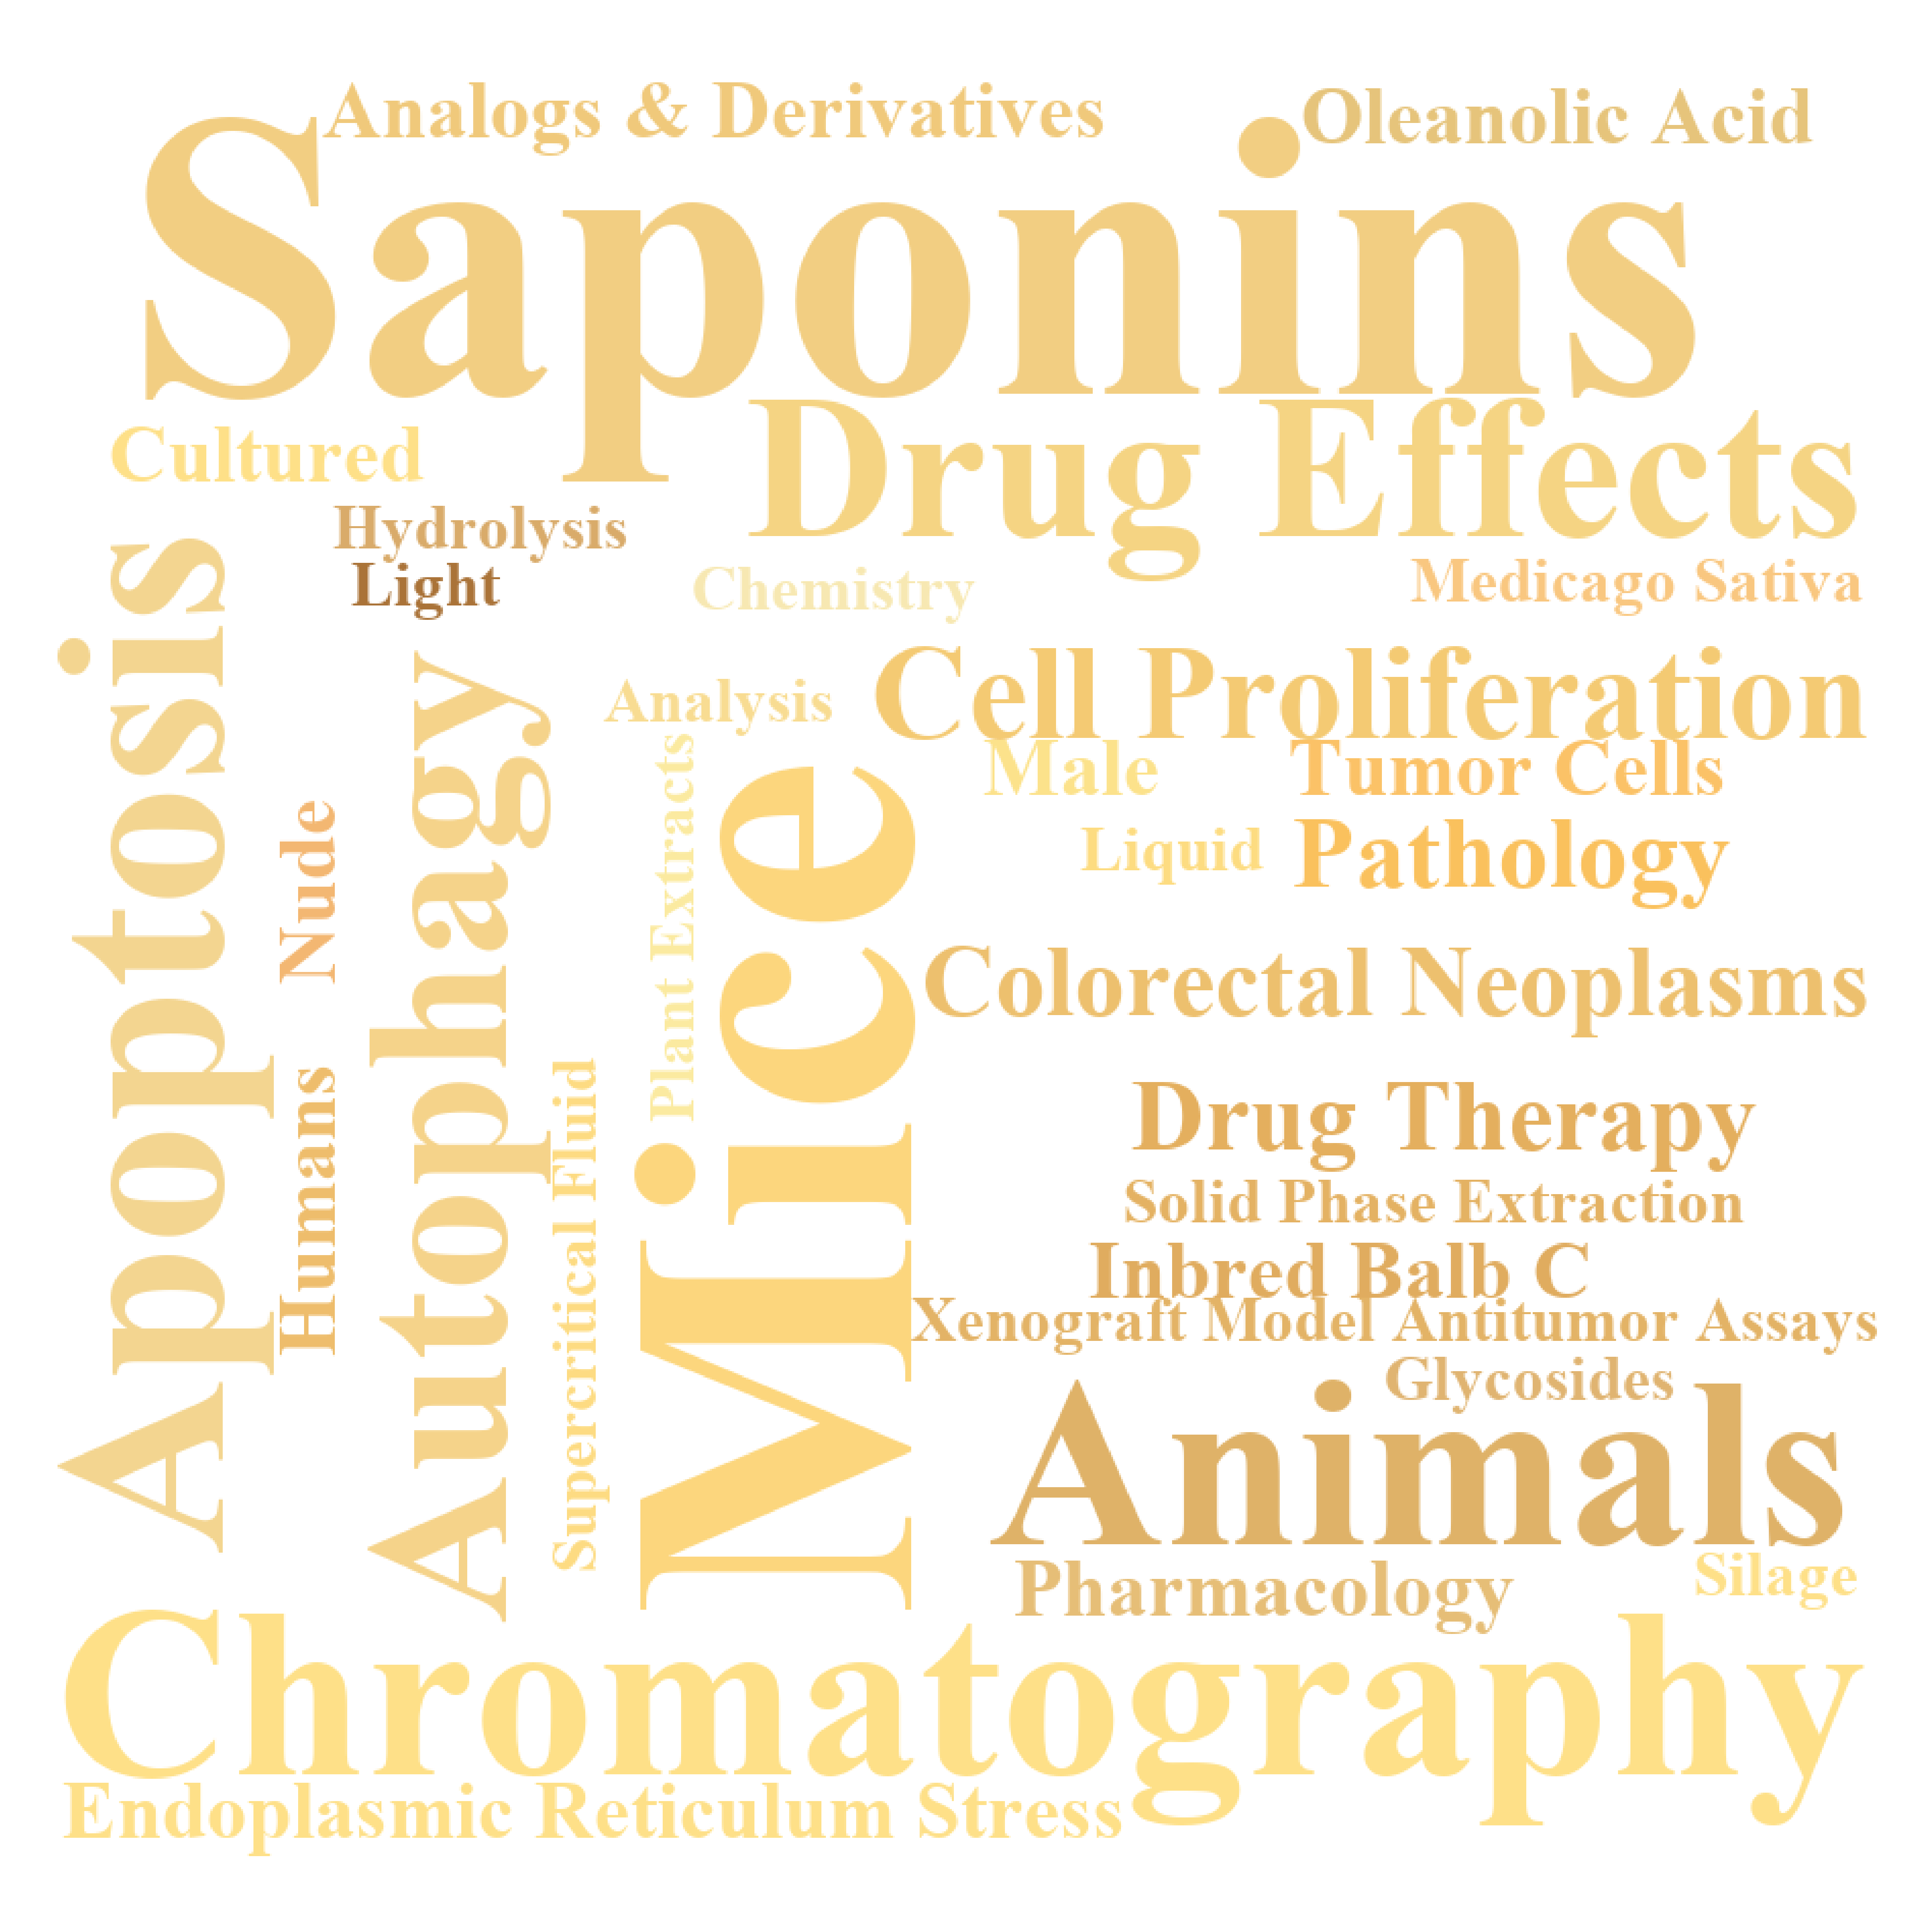 Analogs & Derivatives
Oleanolic Acid
Saponins
Drug Effects
Cultured
Hydrolysis
Light
Chemistry
Medicago Sativa
Apoptosis
Autophagy
Analysis
Cell Proliferation
Male
Tumor Cells
Nude
Plant Extracts
Mice
Liquid
Pathology
Colorectal Neoplasms
Humans
Supercritical Fluid
Drug Therapy
Solid Phase Extraction
Inbred Balb C
Xenograft Model Antitumor Assays
Glycosides
Animals
Pharmacology
Silage
Chromatography
Endoplasmic Reticulum Stress